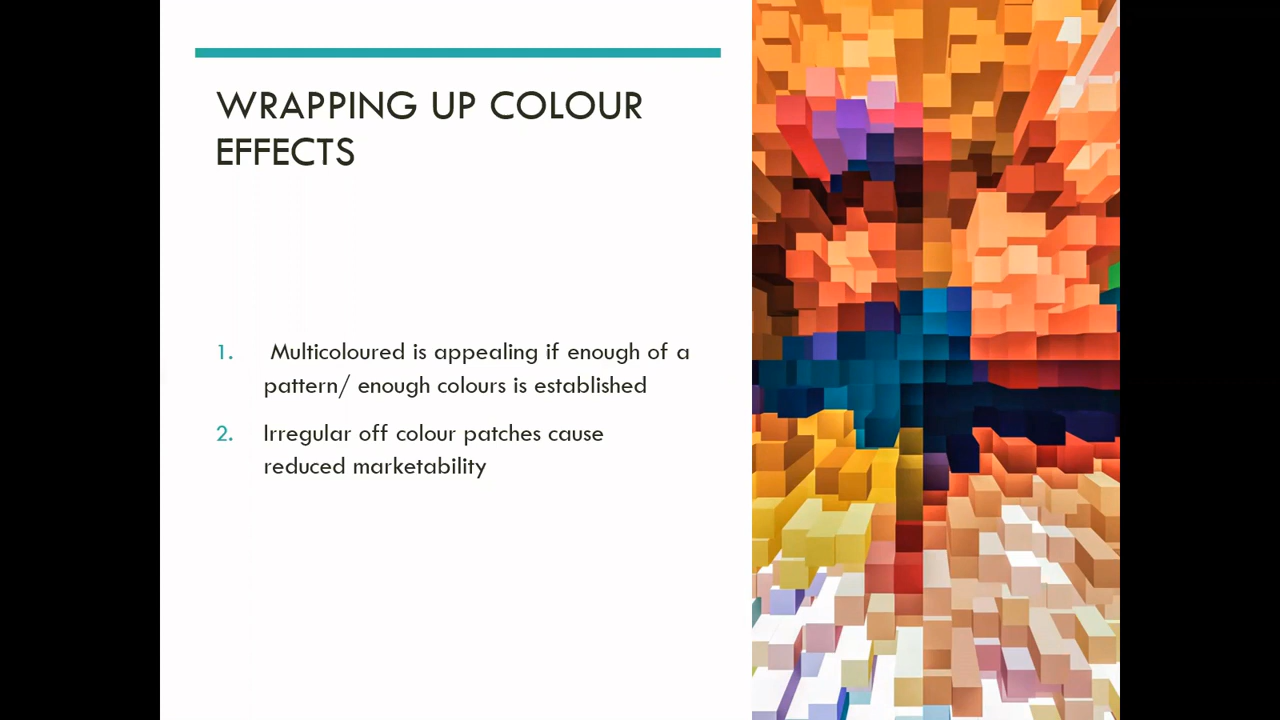 WRAPPING UP COLOUR
EFFECTS
1. Multicoloured is appealing if enough of a
pattern/ enough colours is established
2. Irregular off colour patches cause
reduced marketability